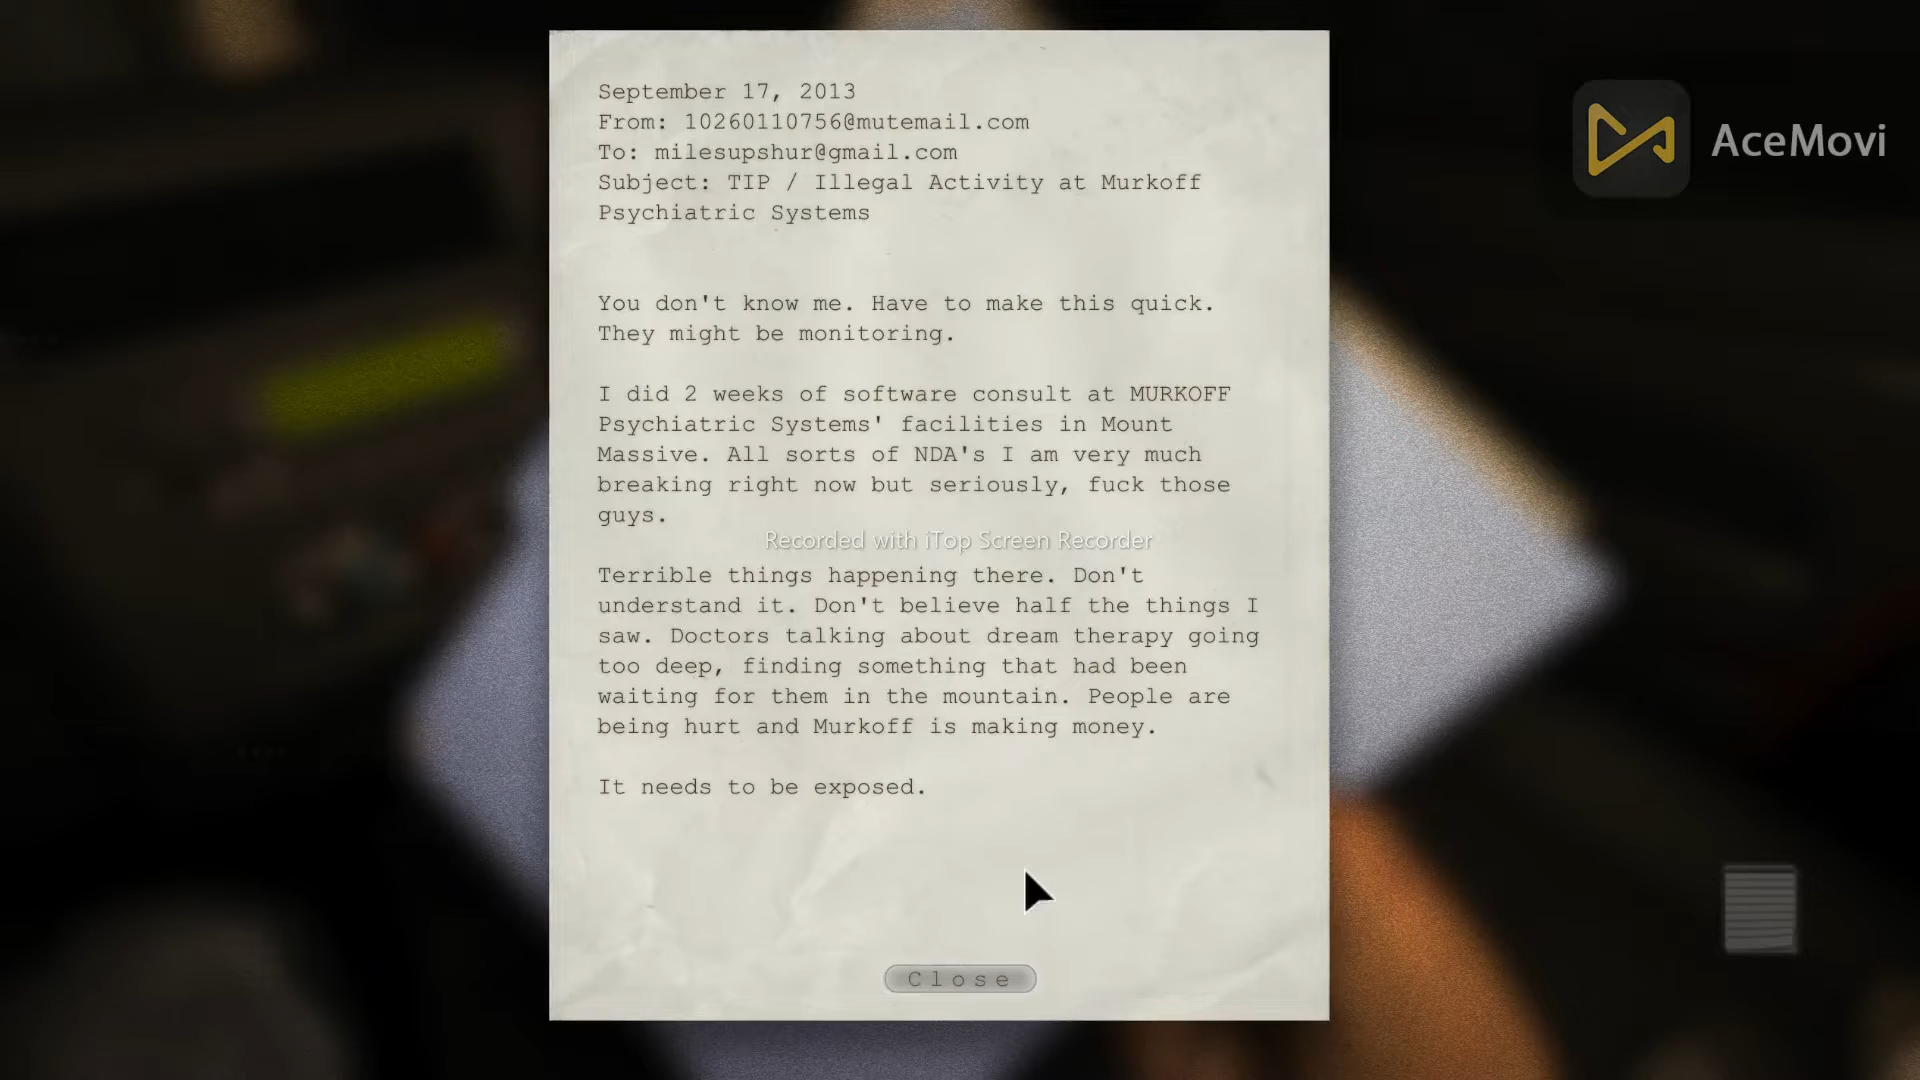 September 17, 2013
From: 10260110756@mutemail.com
To: milesupshur@gmail.com
Subject: TIP / Illegal Activity at Murkoff
Psychiatric Systems
You don't know me. Have to make this quick.
They might be monitoring.
I did 2 weeks of software consult at MURKOFF
Psychiatric Systems' facilities in Mount
Massive. All sorts of NDA's I am very much
breaking right now but seriously, fuck those
guys.
Recorded with iTop Screen Recorder
Terrible things happening there. Don't
understand it. Don't believe half the things I
saw. Doctors talking about dream therapy going
too deep, finding something that had been
waiting for them in the mountain. People are
being hurt and Murkoff is making money.
It needs to be exposed.
Close
AceMovi